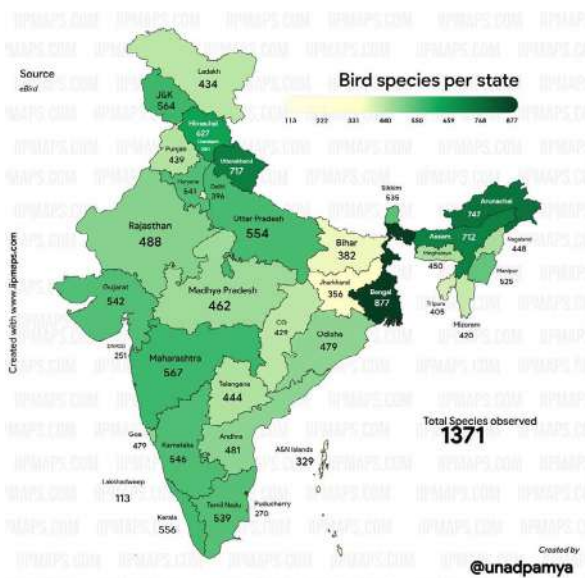 Source
eBird
Bird species per state
113 222 331 440 550 659 768 877
Ladakh
434
J&K
564
Himachal
627
Punjab
439
Uttarakhand
717
Haryana
Delhi
396
Sikkim
535
Arunachal
747
Rajasthan
488
Uttar Pradesh
554
Bihar
382
Assam
712
Nagaland
448
Meghalaya
450
Manipur
525
Jharkhand
356
Bengal
877
Tripura
405
Mizoram
420
Gujarat
542
Madhya Pradesh
462
CG
429
Odisha
479
251
Maharashtra
567
Telangana
444
Total Species observed
1371
Goa
479
Karnataka
546
Andhra
481
A&N Islands
329
Lakshadweep
113
Kerala
556
Tamil Nadu
539
Puducherry
270
Created with www.iipmaps.com
Created by
@unadpamya